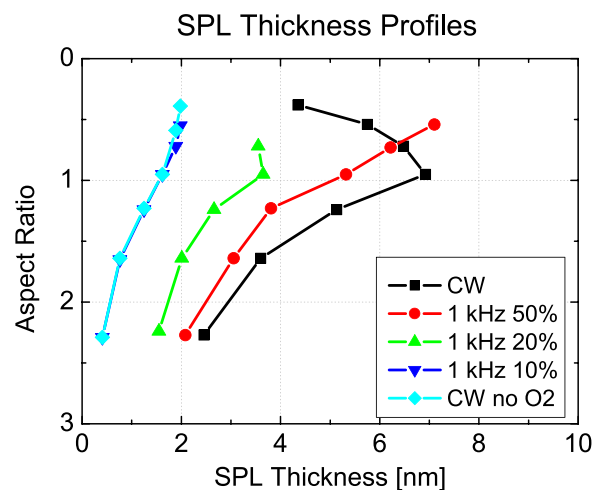 SPL Thickness Profiles
0
1
2
3
Aspect Ratio
CW
1 kHz 50%
1 kHz 20%
1 kHz 10%
CW no O2
0 2 4 6 8 10
SPL Thickness [nm]